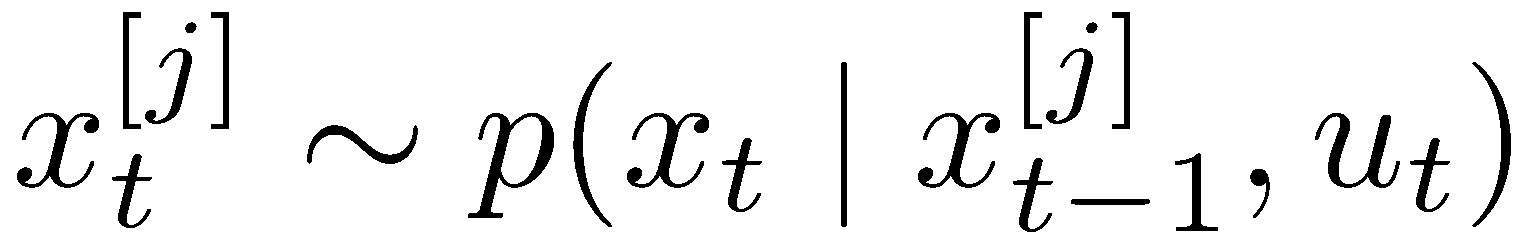 x_t^{[j]} ∼ p(x_t | x_{t−1}^{[j]}, u_t)